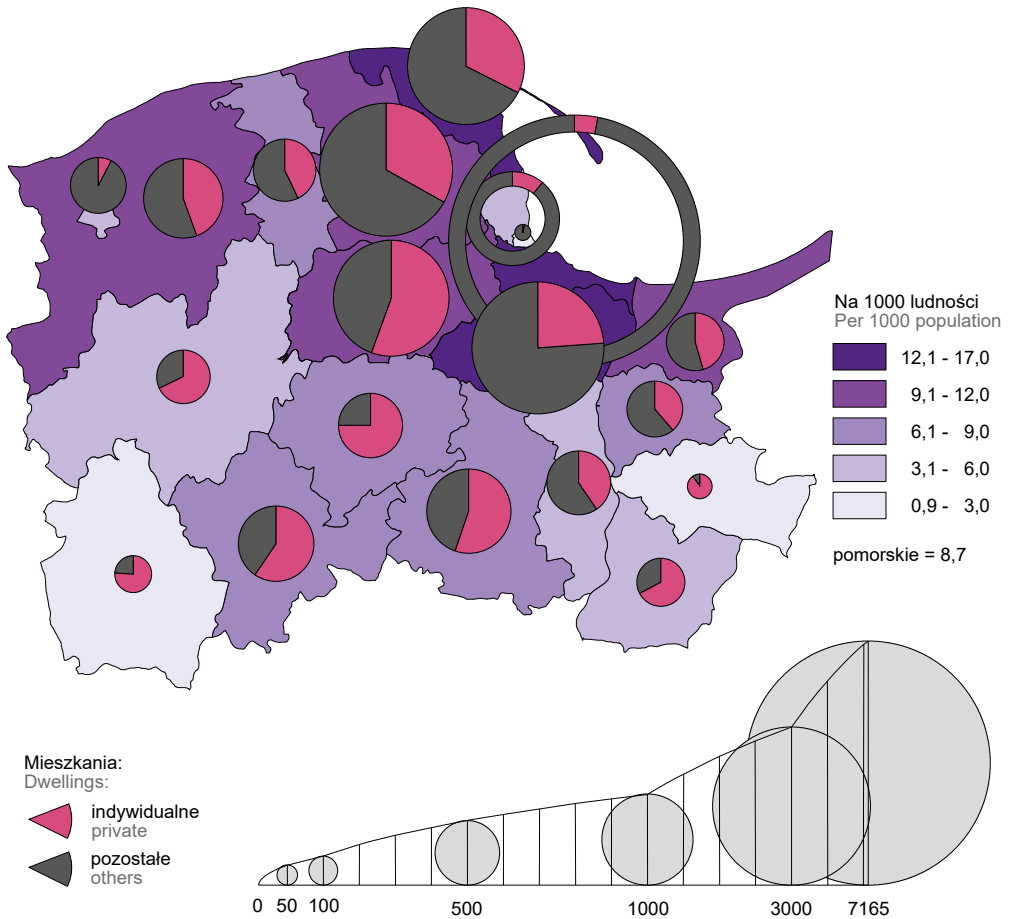 Na 1000 ludności
Per 1000 population
12,1 - 17,0
9,1 - 12,0
6,1 - 9,0
3,1 - 6,0
0,9 - 3,0
pomorskie = 8,7
Mieszkania:
Dwellings:
indywidualne
private
pozostałe
others
0 50 100 500 1000 3000 7165